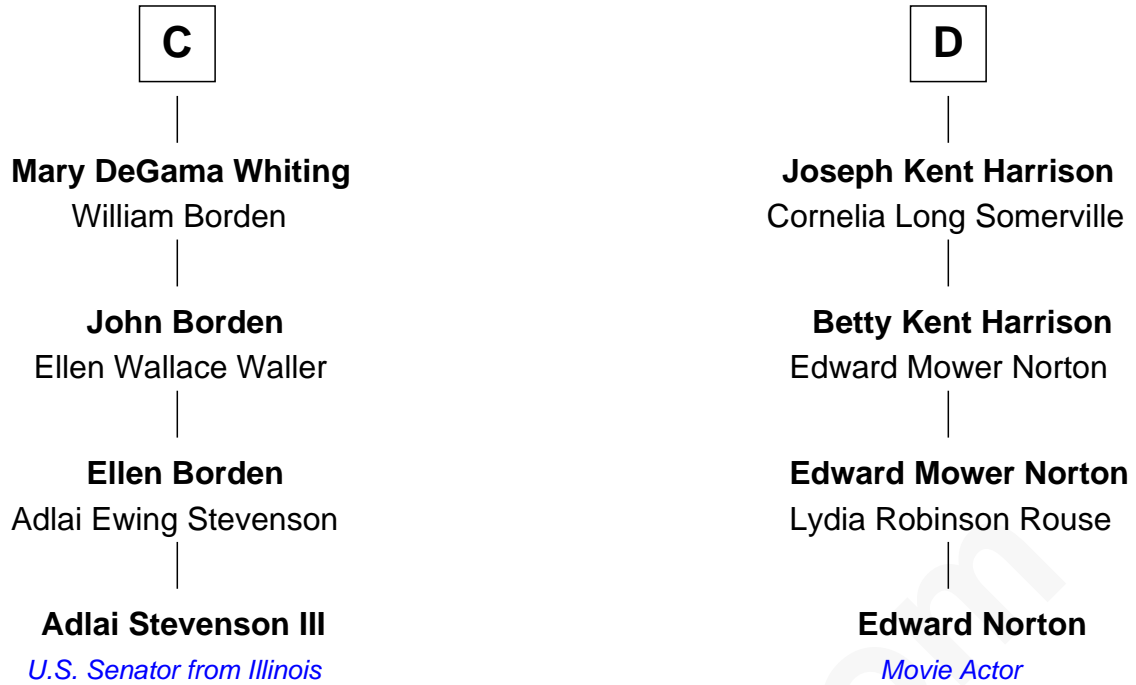 C
Mary DeGama Whiting
William Borden
John Borden
Ellen Wallace Waller
Ellen Borden
Adlai Ewing Stevenson
Adlai Stevenson III
U.S. Senator from Illinois
D
Joseph Kent Harrison
Cornelia Long Somerville
Betty Kent Harrison
Edward Mower Norton
Edward Mower Norton
Lydia Robinson Rouse
Edward Norton
Movie Actor